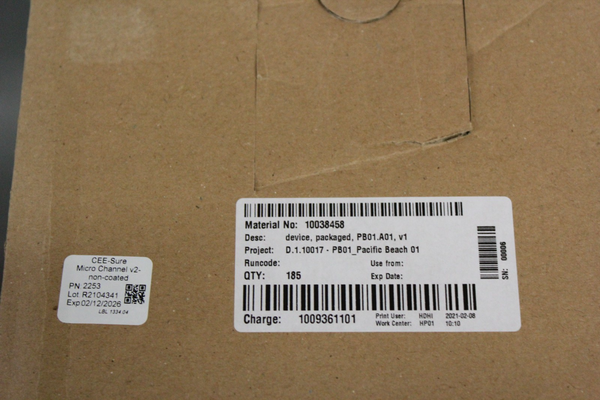 CEE-Sure
Micro Channel v2-
non-coated
PN: 2253
Lot: R2104341
Exp:02/12/2026
LBL 1334.04
Material No: 10038458
Desc: device, packaged, PB01.A01, v1
Project: D.1.10017 - PB01_Pacific Beach 01
Runcode: Use from:
QTY: 185 Exp Date:
Charge: 1009361101 Print User: HDHI 2021-02-08
Work Center: HP01 10:10
SN: 00006